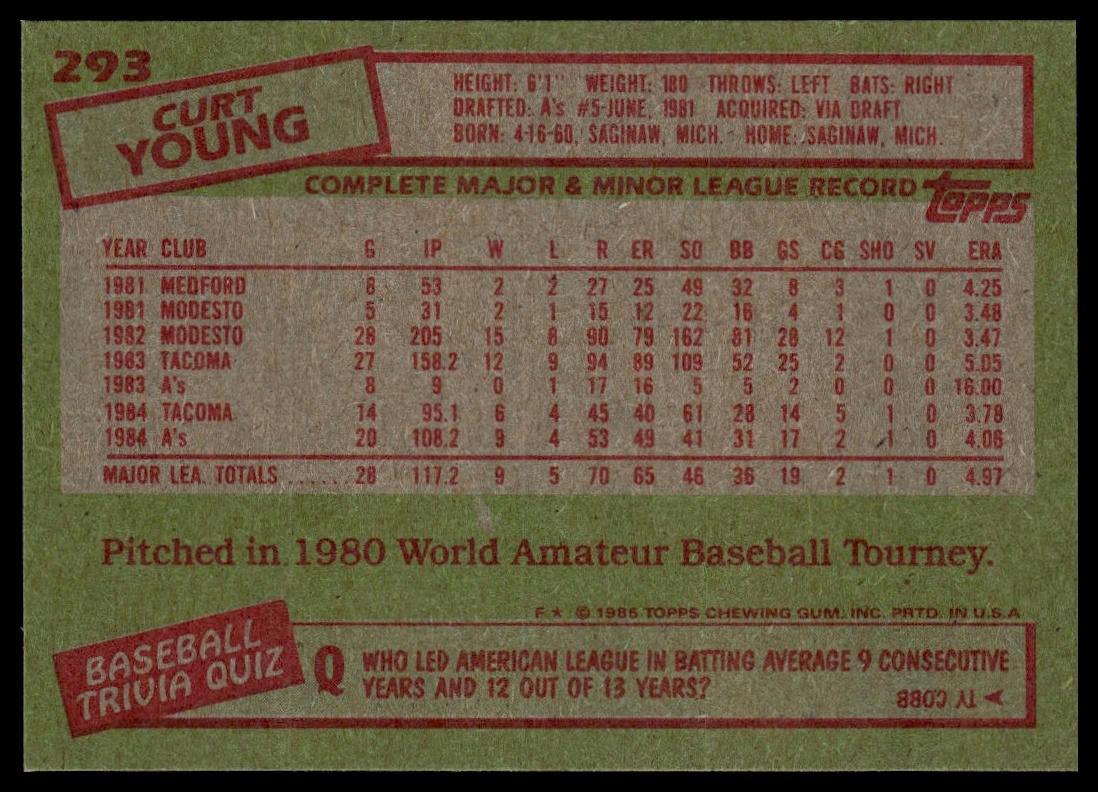 293
CURT
YOUNG
HEIGHT: 6'1" WEIGHT: 180 THROWS: LEFT BATS: RIGHT
DRAFTED: A's #5-JUNE, 1981 ACQUIRED: VIA DRAFT
BORN: 4-16-60, SAGINAW, MICH. HOME: SAGINAW, MICH.
COMPLETE MAJOR & MINOR LEAGUE RECORD topps
YEAR CLUB G IP W L R ER SO BB GS CG SHO SV ERA
1981 MEDFORD 8 53 2 2 27 25 49 32 8 3 1 0 4.25
1981 MODESTO 5 31 2 1 15 12 22 16 4 1 0 0 3.48
1982 MODESTO 28 205 15 8 90 79 162 81 28 12 1 0 3.47
1983 TACOMA 27 158.2 12 9 94 89 109 52 25 2 0 0 5.05
1983 A's 8 9 0 1 17 16 5 5 2 0 0 0 16.00
1984 TACOMA 14 95.1 6 4 45 40 61 28 14 5 1 0 3.78
1984 A's 20 108.2 9 4 53 49 41 31 17 2 1 0 4.06
MAJOR LEA. TOTALS ...... 28 117.2 9 5 70 65 46 36 19 2 1 0 4.97
Pitched in 1980 World Amateur Baseball Tourney.
F★ © 1985 TOPPS CHEWING GUM, INC. PRTD. IN U.S.A.
BASEBALL
TRIVIA QUIZ
Q WHO LED AMERICAN LEAGUE IN BATTING AVERAGE 9 CONSECUTIVE
YEARS AND 12 OUT OF 13 YEARS?
TY COBB